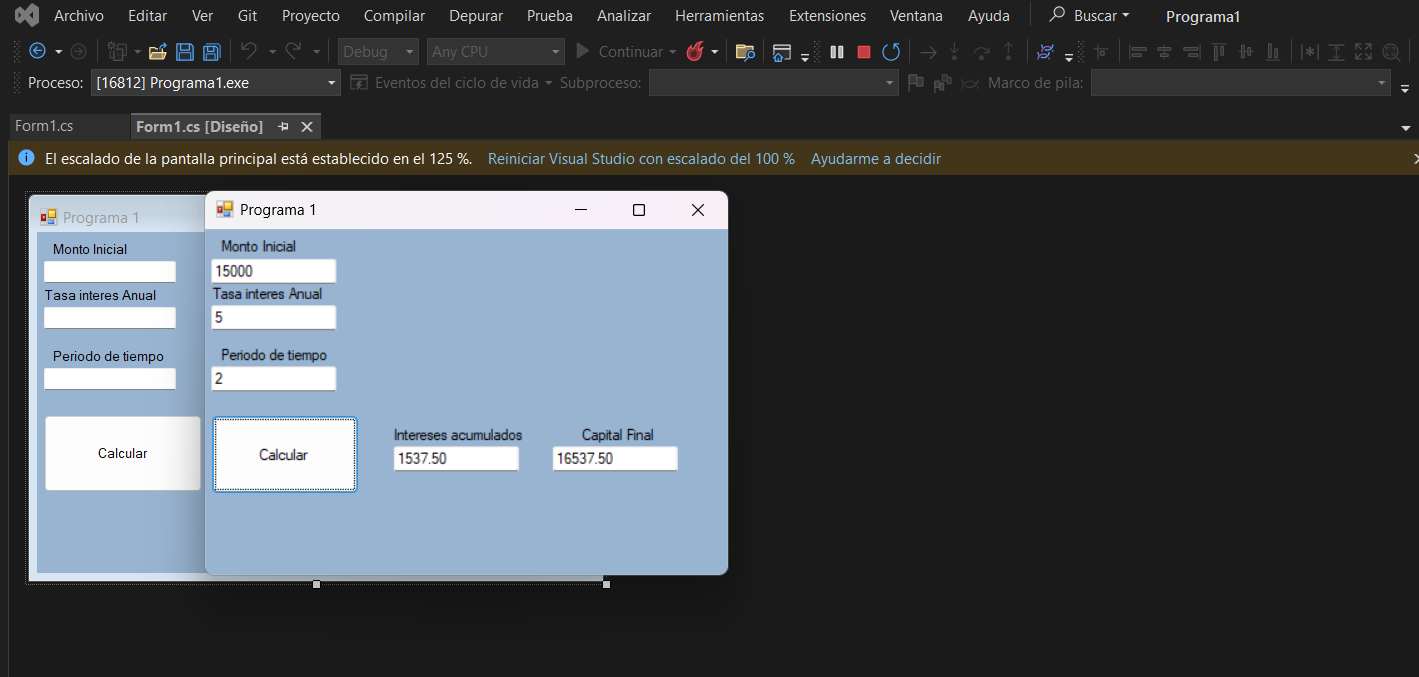 Archivo Editar Ver Git Proyecto Compilar Depurar Prueba Analizar Herramientas Extensiones Ventana Ayuda Buscar Programa1
Debug Any CPU Continuar
Proceso: [16812] Programa1.exe Eventos del ciclo de vida Subproceso: Marco de pila:
Form1.cs Form1.cs [Diseño]
El escalado de la pantalla principal está establecido en el 125 %. Reiniciar Visual Studio con escalado del 100 % Ayudarme a decidir
Programa 1
Monto Inicial
Tasa interes Anual
Periodo de tiempo
Calcular
Programa 1
Monto Inicial
15000
Tasa interes Anual
5
Periodo de tiempo
2
Calcular
Intereses acumulados Capital Final
1537.50 16537.50